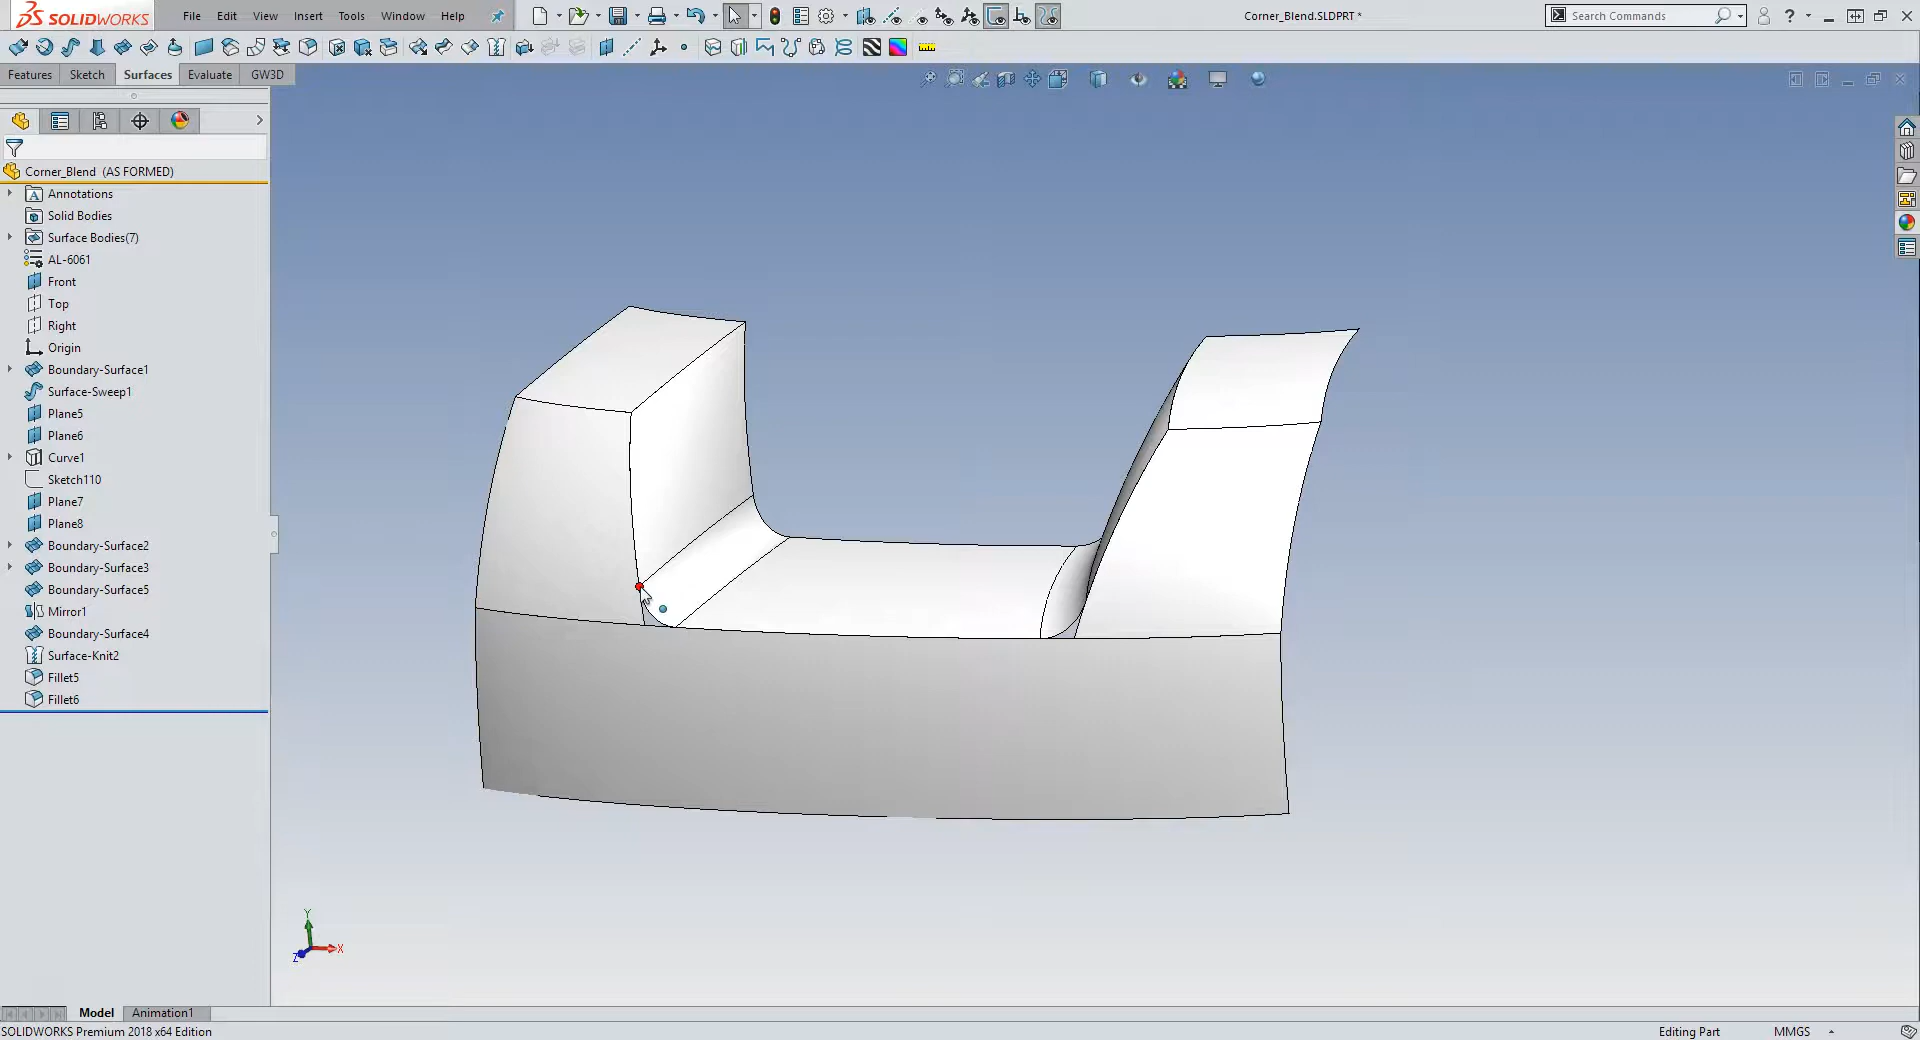 SOLIDWORKS
File Edit View Insert Tools Window Help
Corner_Blend.SLDPRT *
Search Commands
?
Features Sketch Surfaces Evaluate GW3D
Corner_Blend (AS FORMED)
Annotations
Solid Bodies
Surface Bodies(7)
AL-6061
Front
Top
Right
Origin
Boundary-Surface1
Surface-Sweep1
Plane5
Plane6
Curve1
Sketch110
Plane7
Plane8
Boundary-Surface2
Boundary-Surface3
Boundary-Surface5
Mirror1
Boundary-Surface4
Surface-Knit2
Fillet5
Fillet6
Y
X
Z
Model Animation1
SOLIDWORKS Premium 2018 x64 Edition
Editing Part
MMGS